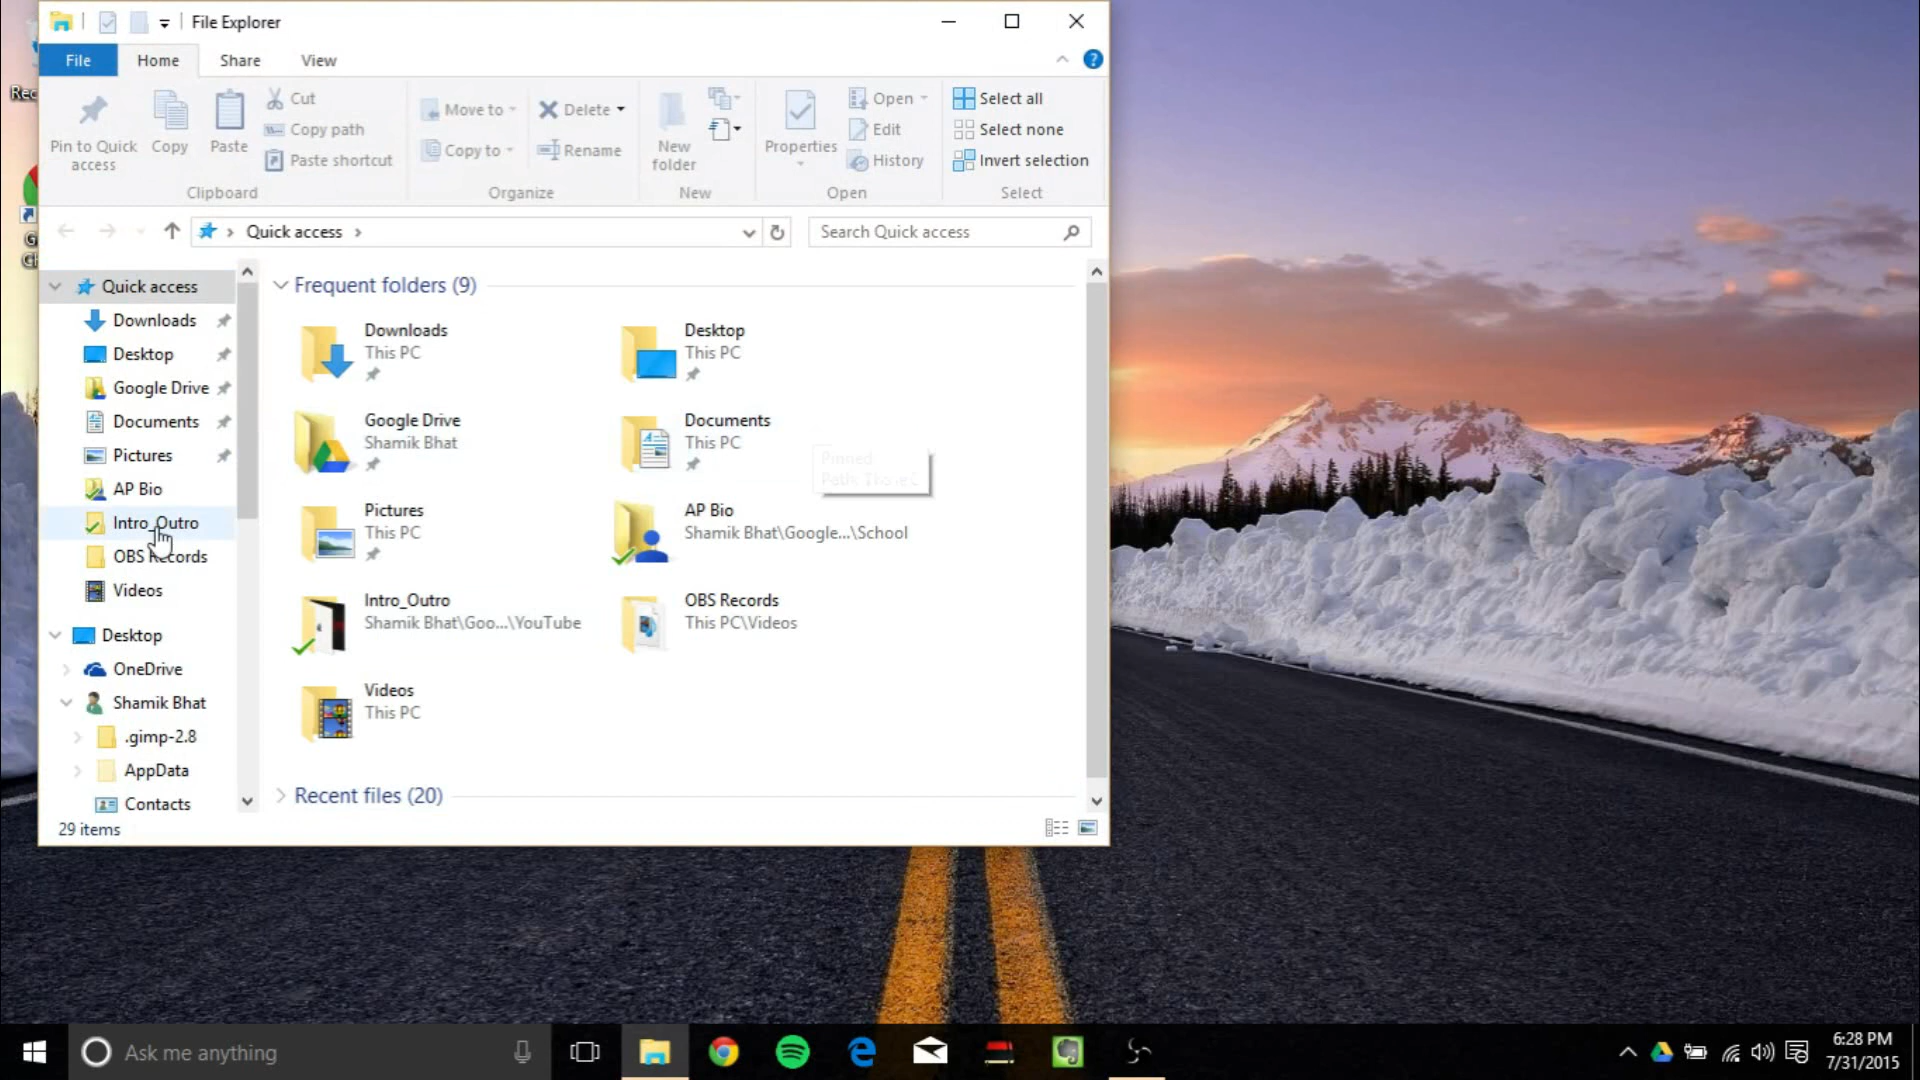 File Explorer
File
Home
Share
View
Pin to Quick access
Copy
Paste
Cut
Copy path
Paste shortcut
Clipboard
Move to
Copy to
Delete
Rename
Organize
New folder
New
Properties
Open
Edit
History
Open
Select all
Select none
Invert selection
Select
Quick access
Search Quick access
Quick access
Downloads
Desktop
Google Drive
Documents
Pictures
AP Bio
Intro_Outro
OBS Records
Videos
Desktop
OneDrive
Shamik Bhat
.gimp-2.8
AppData
Contacts
Frequent folders (9)
Downloads
This PC
Desktop
This PC
Google Drive
Shamik Bhat
Documents
This PC
Pinned
Pictures
This PC
AP Bio
Shamik Bhat\Google...\School
Intro_Outro
Shamik Bhat\Goo...\YouTube
OBS Records
This PC\Videos
Videos
This PC
Recent files (20)
29 items
Ask me anything
6:28 PM
7/31/2015